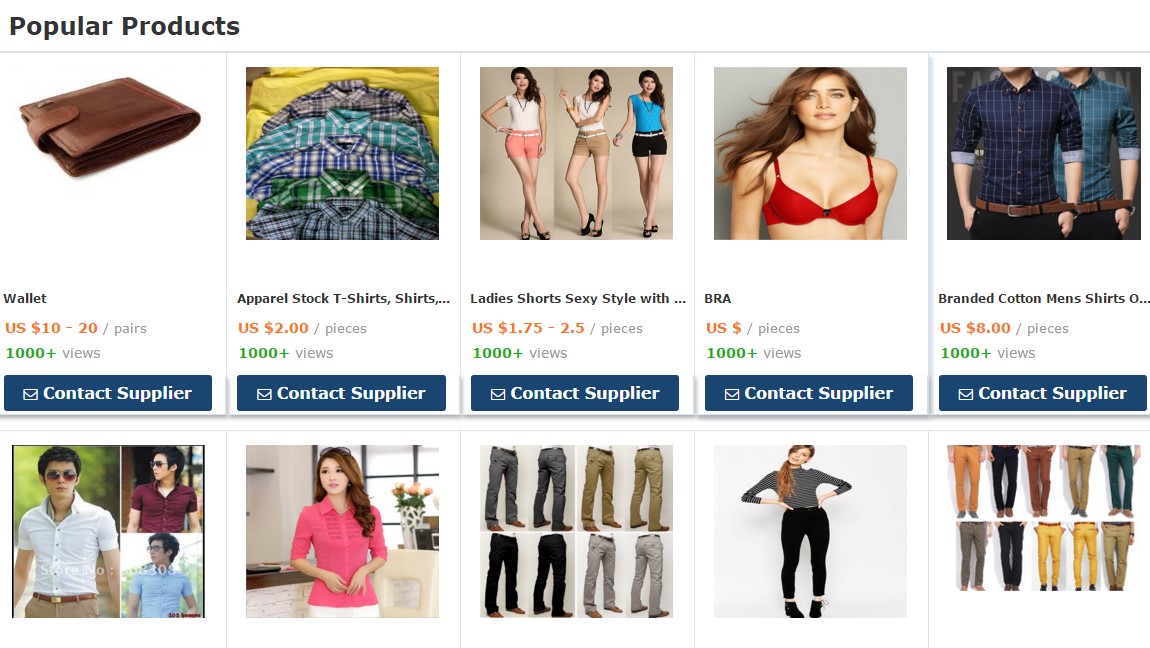 Popular Products
FASHION
Wallet
US $10 - 20 / pairs
1000+ views
Contact Supplier
Apparel Stock T-Shirts, Shirts,...
US $2.00 / pieces
1000+ views
Contact Supplier
Ladies Shorts Sexy Style with ...
US $1.75 - 2.5 / pieces
1000+ views
Contact Supplier
BRA
US $ / pieces
1000+ views
Contact Supplier
Branded Cotton Mens Shirts O...
US $8.00 / pieces
1000+ views
Contact Supplier
Store No :